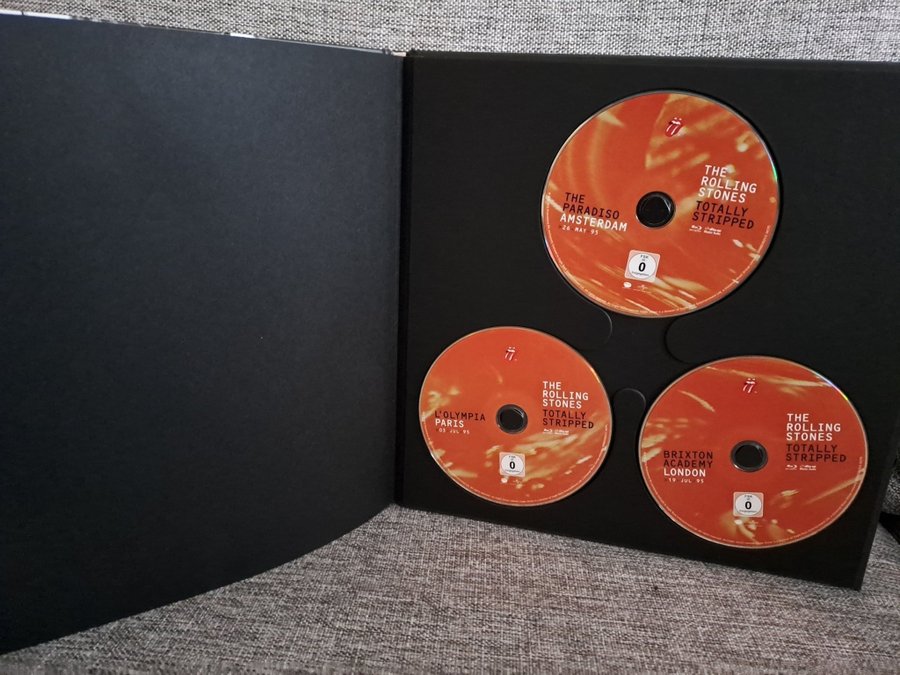 THE
ROLLING
STONES
TOTALLY
STRIPPED
THE
PARADISO
AMSTERDAM
26 MAY 95
0
THE
ROLLING
STONES
TOTALLY
STRIPPED
L'OLYMPIA
PARIS
03 JUL 95
0
THE
ROLLING
STONES
TOTALLY
STRIPPED
BRIXTON
ACADEMY
LONDON
19 JUL 95
0